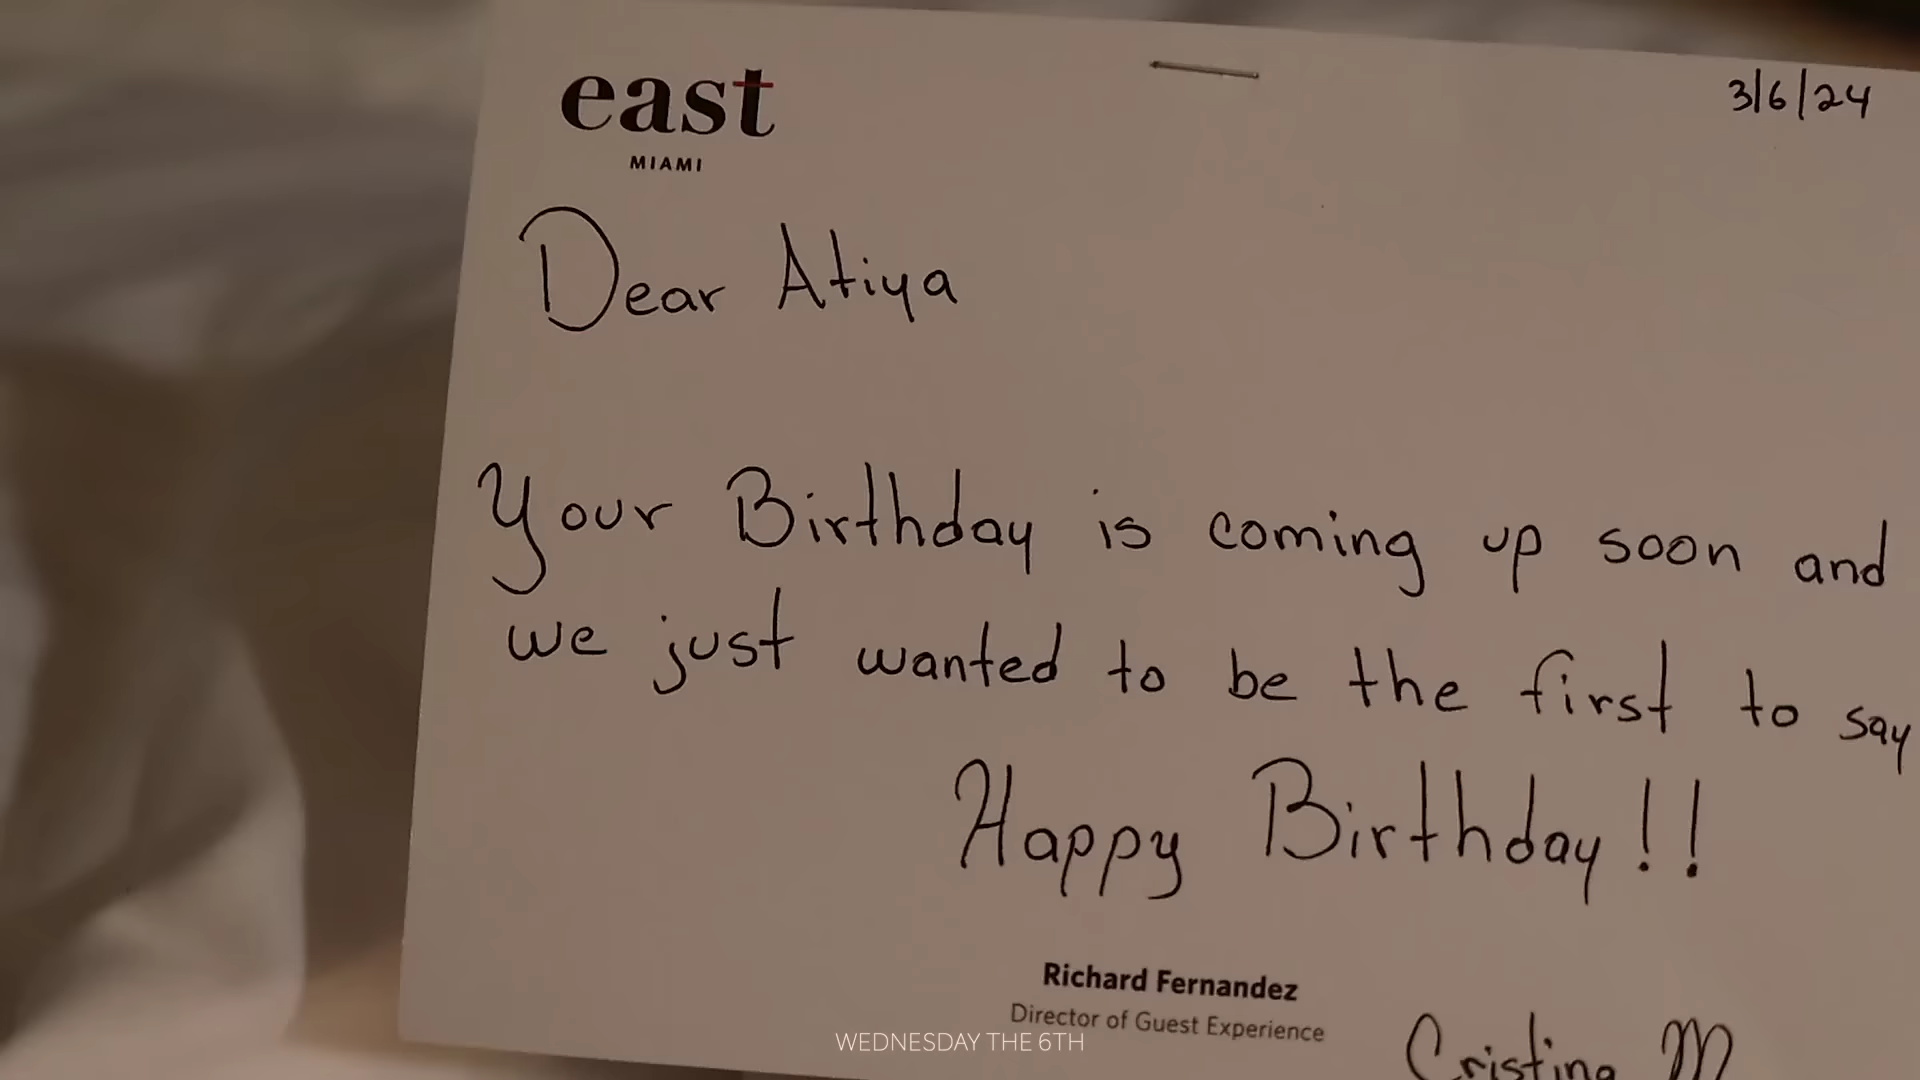 east
MIAMI
3/6/24
Dear Atiya
Your Birthday is coming up soon and
we just wanted to be the first to say
Happy Birthday!!
Richard Fernandez
Director of Guest Experience
Cristina M
WEDNESDAY THE 6TH